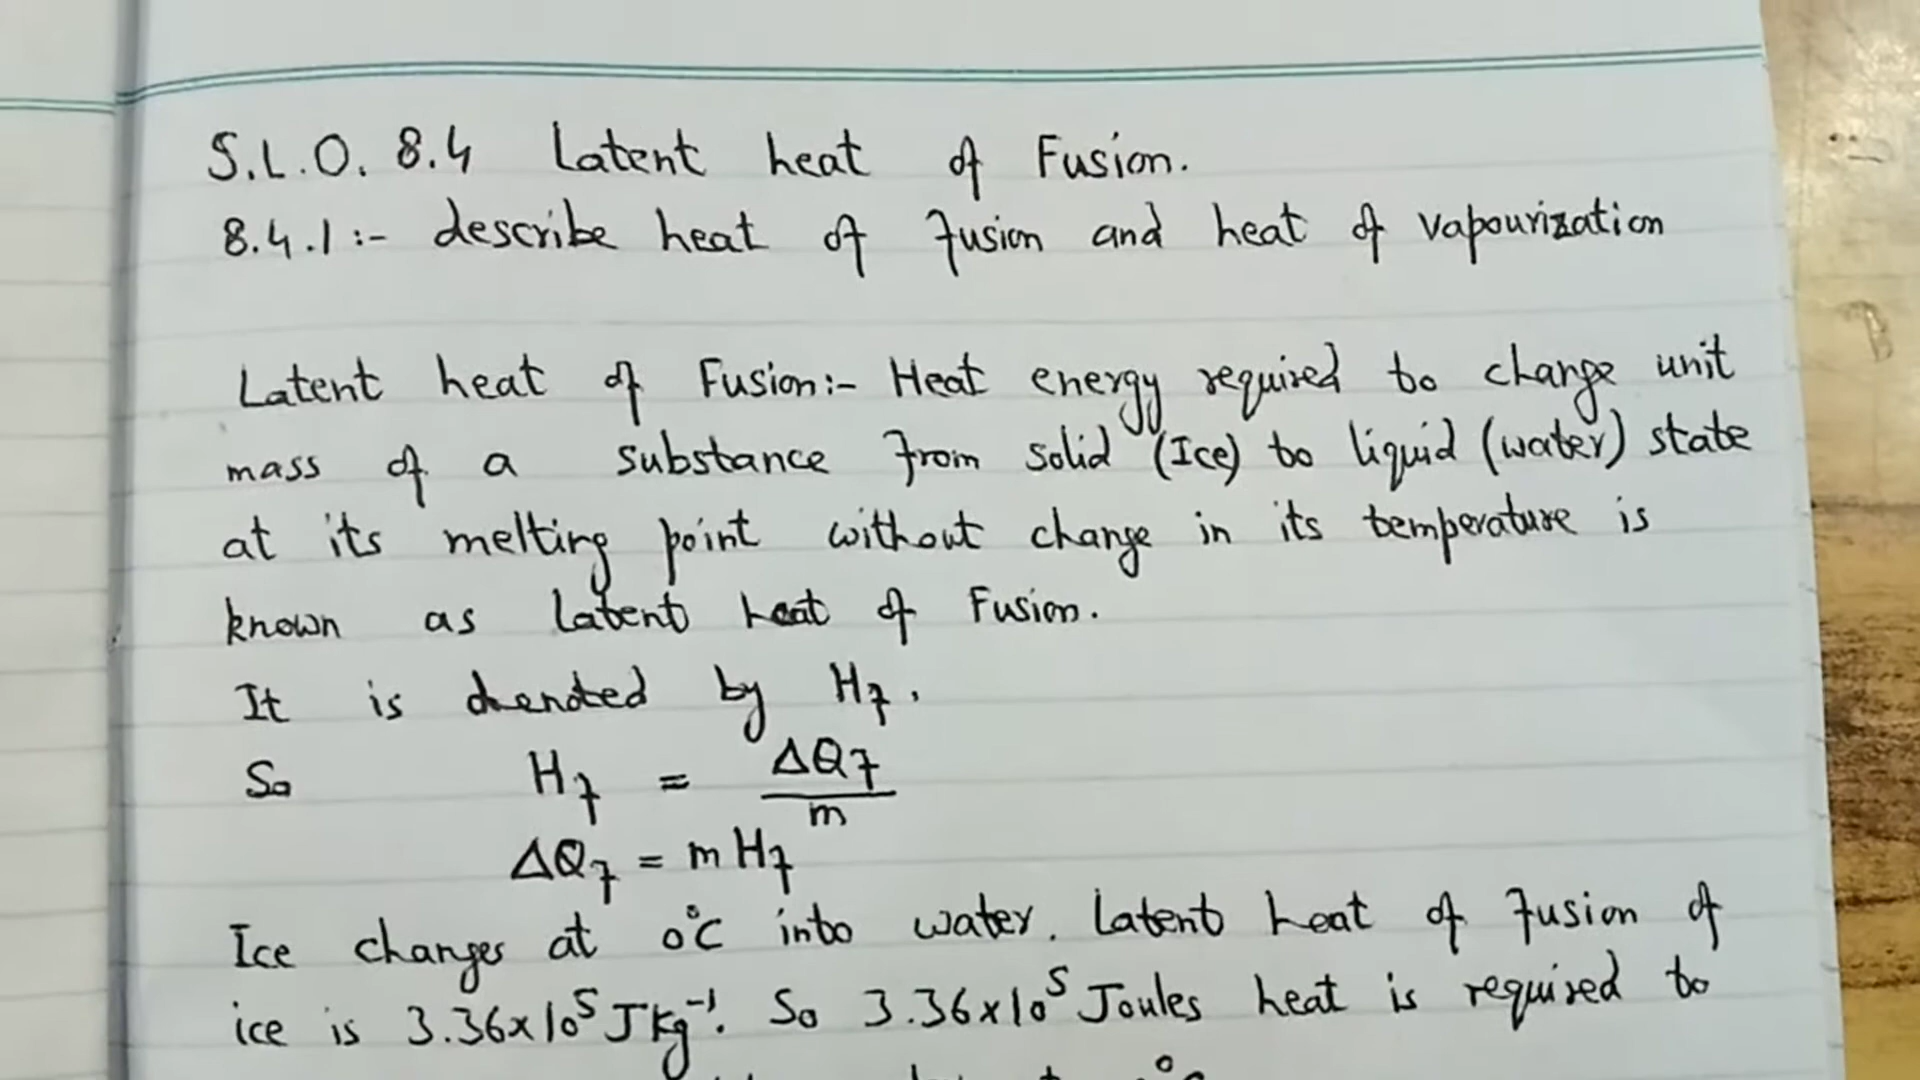 S.L.O. 8.4 Latent heat of Fusion.
8.4.1:- describe heat of fusion and heat of vapourization
Latent heat of Fusion:- Heat energy required to change unit
mass of a substance from solid (Ice) to liquid (water) state
at its melting point without change in its temperature is
known as latent heat of Fusion.
It is denoted by Hf.
So Hf = ΔQf / m
ΔQf = m Hf
Ice changes at 0°C into water. Latent heat of fusion of
ice is 3.36x10⁵ J Kg⁻¹. So 3.36x10⁵ Joules heat is required to